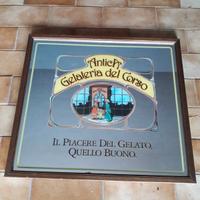 Antica
Gelateria del Corso
IL PIACERE DEL GELATO,
QUELLO BUONO.